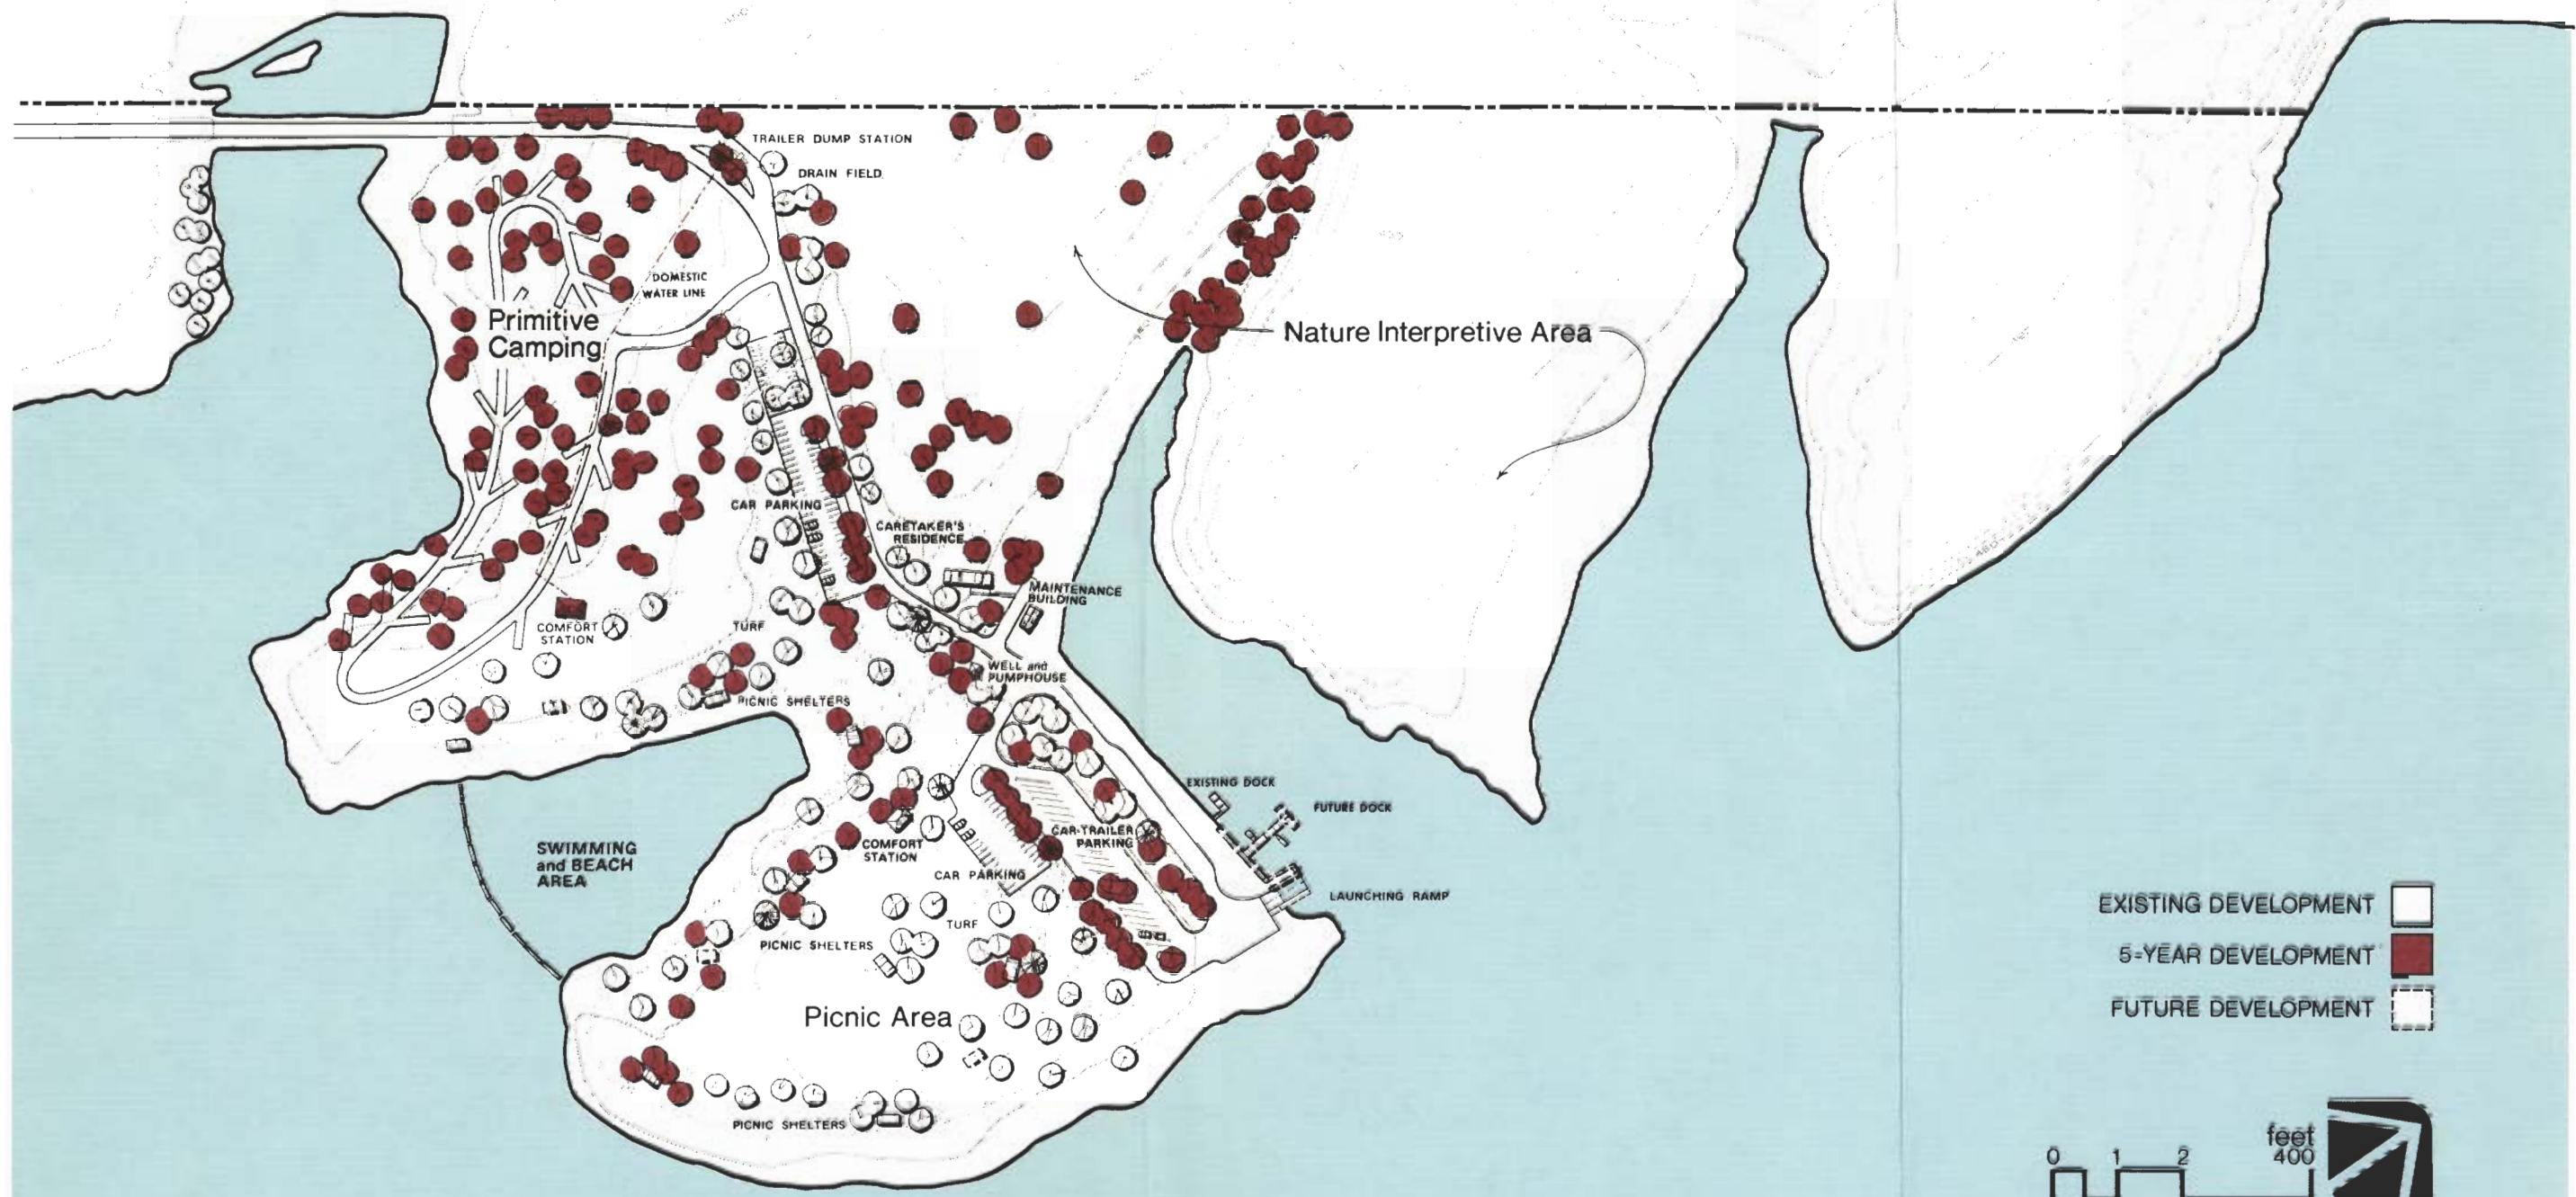 TRAILER DUMP STATION
DRAIN FIELD
DOMESTIC
WATER LINE
Primitive
Camping
Nature Interpretive Area
CAR PARKING
CARETAKER'S
RESIDENCE
MAINTENANCE
BUILDING
COMFORT
STATION
TURF
WELL and
PUMPHOUSE
PICNIC SHELTERS
EXISTING DOCK
FUTURE DOCK
CAR-TRAILER
PARKING
SWIMMING
and BEACH
AREA
COMFORT
STATION
CAR PARKING
LAUNCHING RAMP
TURF
PICNIC SHELTERS
Picnic Area
PICNIC SHELTERS
EXISTING DEVELOPMENT
5-YEAR DEVELOPMENT
FUTURE DEVELOPMENT
feet
0 1 2 400